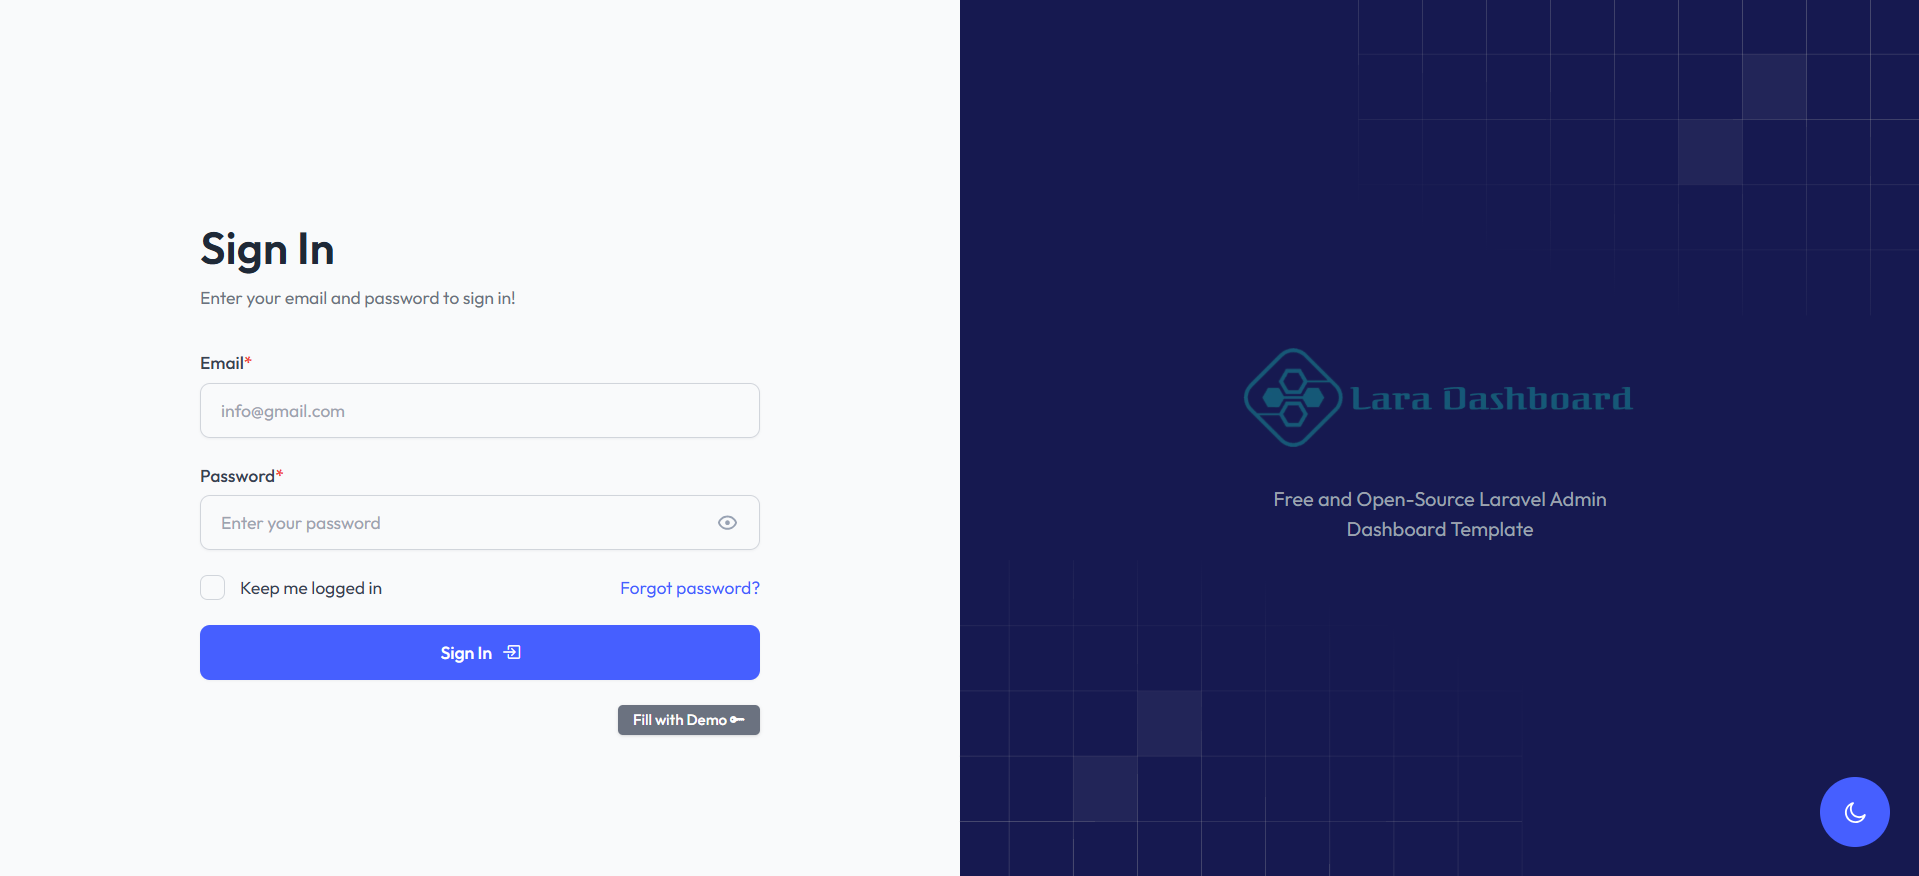 Sign In
Enter your email and password to sign in!
Email*
info@gmail.com
Password*
Enter your password
Keep me logged in
Forgot password?
Sign In
Fill with Demo
Lara Dashboard
Free and Open-Source Laravel Admin
Dashboard Template